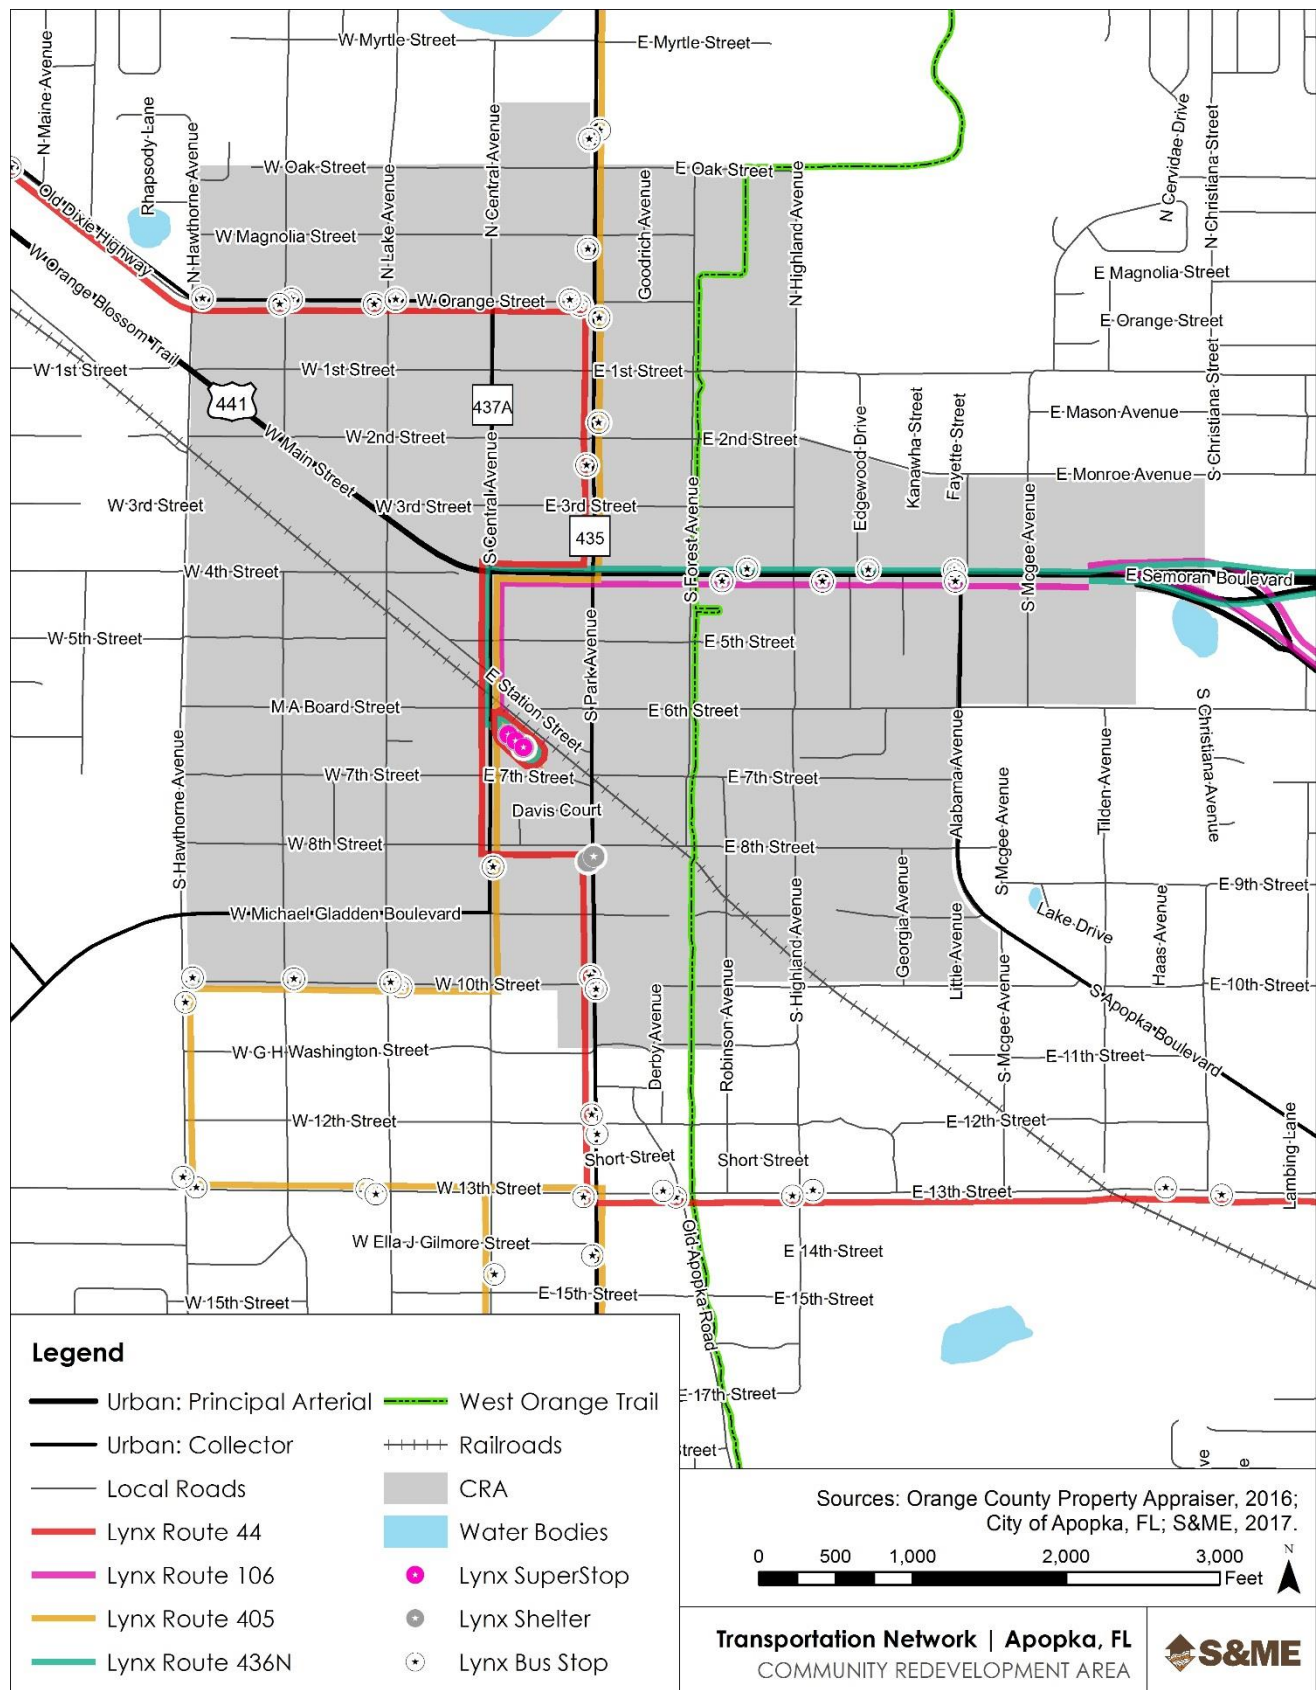 W Myrtle Street
E Myrtle Street
N Maine Avenue
Rhapsody Lane
N Hawthorne Avenue
N Central Avenue
N Cervidae Drive
N Christiana Street
W Oak Street
E Oak Street
N Lake Avenue
Goodrich Avenue
N Highland Avenue
Old Dixie Highway
W Magnolia Street
E Magnolia Street
W Orange Blossom Trail
W Orange Street
E Orange Street
W 1st Street
W 1st Street
E 1st Street
441
437A
S Christiana Street
E Mason Avenue
W Main Street
W 2nd Street
E 2nd Street
Edgewood Drive
Kanawha Street
Fayette Street
E Monroe Avenue
W 3rd Street
W 3rd Street
E 3rd Street
S Central Avenue
435
S Forest Avenue
S Mcgee Avenue
W 4th Street
E Semoran Boulevard
W 5th Street
E 5th Street
E Station Street
S Park Avenue
M A Board Street
E 6th Street
S Christiana Avenue
S Hawthorne Avenue
W 7th Street
E 7th Street
E 7th Street
Alabama Avenue
Tilden Avenue
Davis Court
W 8th Street
E 8th Street
S Mcgee Avenue
E 9th Street
W Michael Gladden Boulevard
S Highland Avenue
Georgia Avenue
Little Avenue
Lake Drive
Haas Avenue
W 10th Street
E 10th Street
Derby Avenue
Robinson Avenue
S Mcgee Avenue
S Apopka Boulevard
W G H Washington Street
E 11th Street
W 12th Street
E 12th Street
Short Street
Short Street
Lambing Lane
W 13th Street
E 13th Street
W Ella J Gilmore Street
E 14th Street
Old Apopka Road
W 15th Street
E 15th Street
E 15th Street
E 17th Street
treet
ve
e
Legend
Urban: Principal Arterial
Urban: Collector
Local Roads
Lynx Route 44
Lynx Route 106
Lynx Route 405
Lynx Route 436N
West Orange Trail
Railroads
CRA
Water Bodies
Lynx SuperStop
Lynx Shelter
Lynx Bus Stop
Sources: Orange County Property Appraiser, 2016;
City of Apopka, FL; S&ME, 2017.
0 500 1,000 2,000 3,000
Feet
N
Transportation Network | Apopka, FL
COMMUNITY REDEVELOPMENT AREA
S&ME